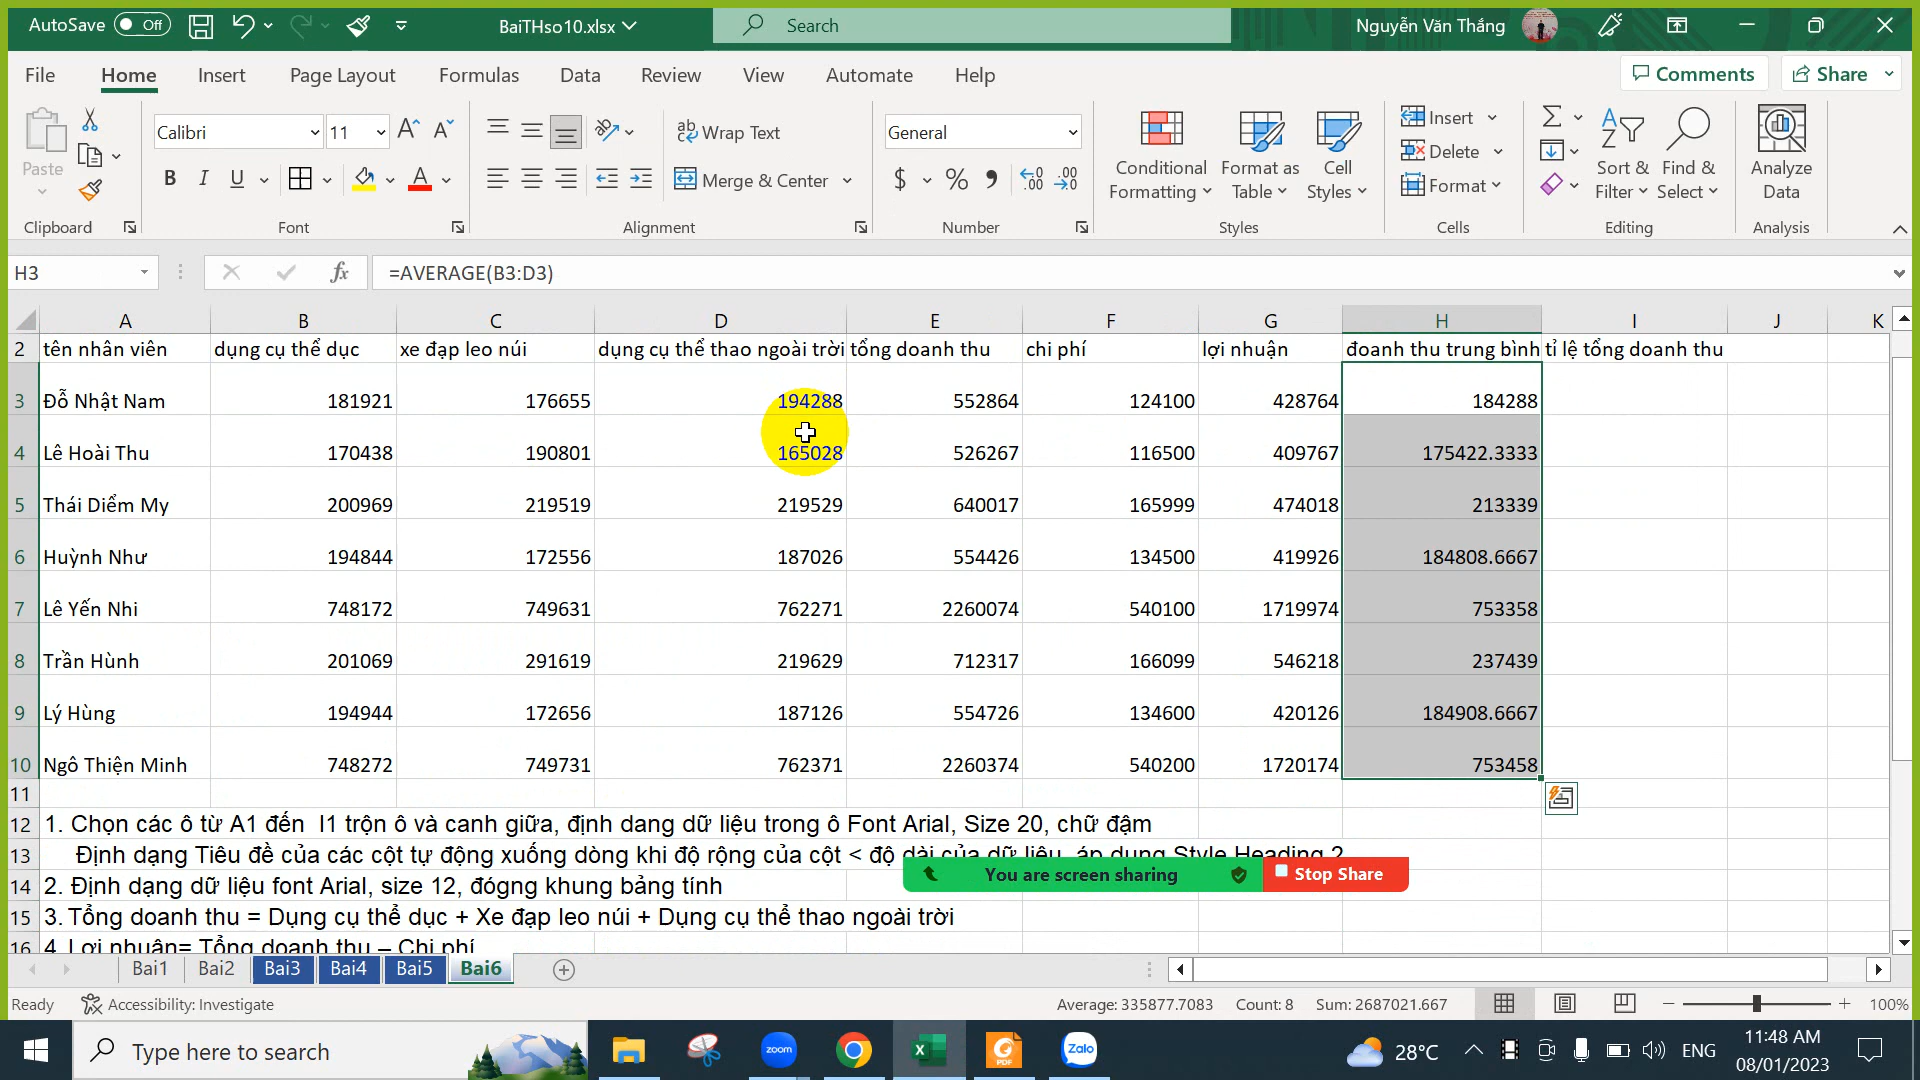 AutoSave Off BaiTHso10.xlsx Search Nguyễn Văn Thắng
File Home Insert Page Layout Formulas Data Review View Automate Help Comments Share
Paste Calibri 11 Wrap Text General Conditional Formatting Format as Table Cell Styles Insert Sort & Filter Find & Select Analyze Data
B I U Merge & Center $ % Delete
Format
Clipboard Font Alignment Number Styles Cells Editing Analysis
H3 fx =AVERAGE(B3:D3)
A B C D E F G H I J K
2 tên nhân viên dụng cụ thể dục xe đạp leo núi dụng cụ thể thao ngoài trời tổng doanh thu chi phí lợi nhuận đoanh thu trung bình tỉ lệ tổng doanh thu
3 Đỗ Nhật Nam 181921 176655 194288 552864 124100 428764 184288
4 Lê Hoài Thu 170438 190801 165028 526267 116500 409767 175422.3333
5 Thái Diểm My 200969 219519 219529 640017 165999 474018 213339
6 Huỳnh Như 194844 172556 187026 554426 134500 419926 184808.6667
7 Lê Yến Nhi 748172 749631 762271 2260074 540100 1719974 753358
8 Trần Hùnh 201069 291619 219629 712317 166099 546218 237439
9 Lý Hùng 194944 172656 187126 554726 134600 420126 184908.6667
10 Ngô Thiện Minh 748272 749731 762371 2260374 540200 1720174 753458
11
12 1. Chọn các ô từ A1 đến I1 trộn ô và canh giữa, định dang dữ liệu trong ô Font Arial, Size 20, chữ đậm
13 Định dạng Tiêu đề của các cột tự động xuống dòng khi độ rộng của cột < độ dài của dữ liệu, áp dụng Style Heading 2
14 2. Định dạng dữ liệu font Arial, size 12, đógng khung bảng tính
You are screen sharing Stop Share
15 3. Tổng doanh thu = Dụng cụ thể dục + Xe đạp leo núi + Dụng cụ thể thao ngoài trời
16 4. Lợi nhuận= Tổng doanh thu – Chi phí
Bai1 Bai2 Bai3 Bai4 Bai5 Bai6
Ready Accessibility: Investigate Average: 335877.7083 Count: 8 Sum: 2687021.667 100%
Type here to search zoom PDF Zalo 28°C ENG 11:48 AM
08/01/2023